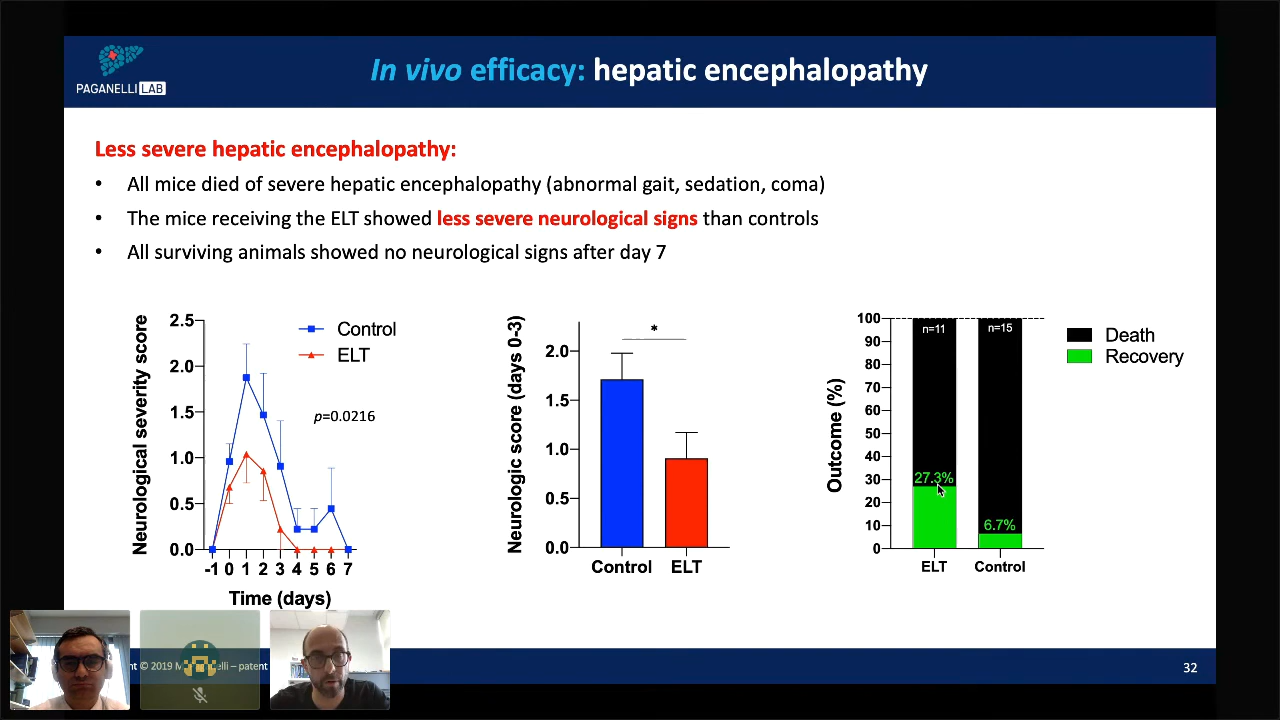 In vivo efficacy: hepatic encephalopathy
PAGANELLI LAB
Less severe hepatic encephalopathy:
• All mice died of severe hepatic encephalopathy (abnormal gait, sedation, coma)
• The mice receiving the ELT showed less severe neurological signs than controls
• All surviving animals showed no neurological signs after day 7
Neurological severity score
2.5
2.0
1.5
1.0
0.5
0.0
-1 0 1 2 3 4 5 6 7
Time (days)
Control
ELT
p=0.0216
Neurologic score (days 0-3)
2.0
1.5
1.0
0.5
0.0
*
Control ELT
Outcome (%)
100
90
80
70
60
50
40
30
20
10
0
n=11 n=15
27.3%
6.7%
ELT Control
Death
Recovery
© 2019 – patent
32